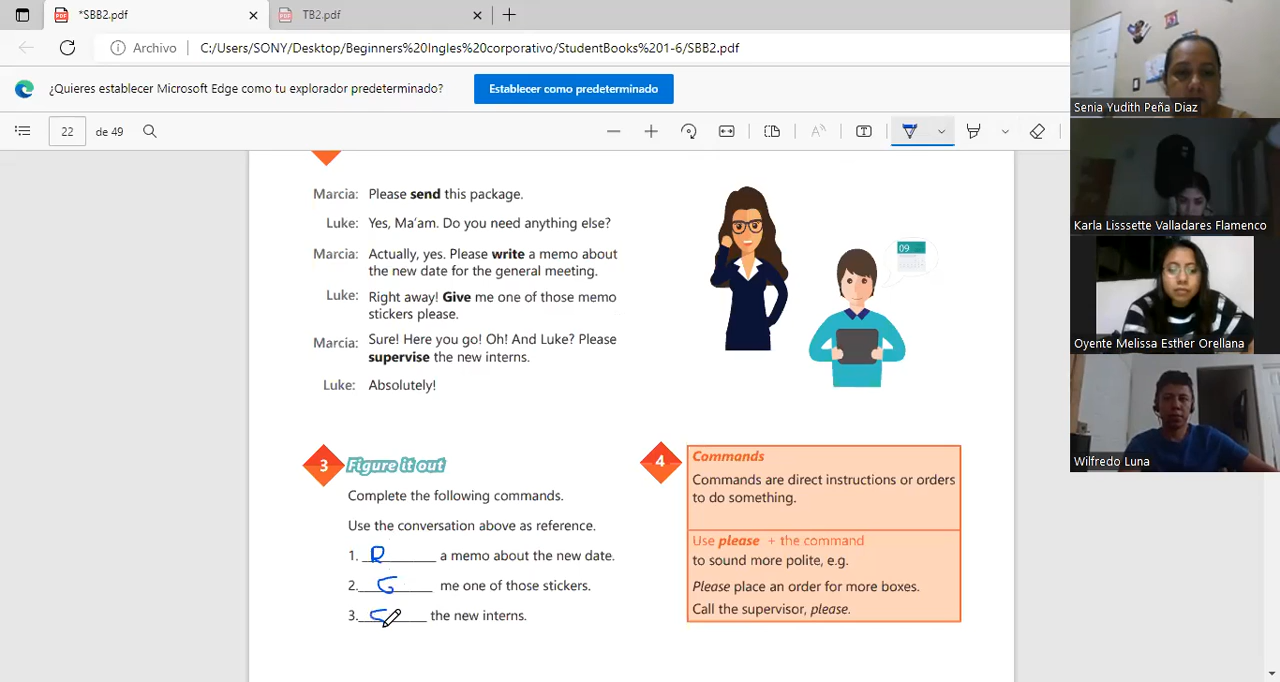 *SBB2.pdf
TB2.pdf
Archivo
C:/Users/SONY/Desktop/Beginners%20Ingles%20corporativo/StudentBooks%201-6/SBB2.pdf
¿Quieres establecer Microsoft Edge como tu explorador predeterminado?
Establecer como predeterminado
22 de 49
Marcia: Please send this package.
Luke: Yes, Ma'am. Do you need anything else?
Marcia: Actually, yes. Please write a memo about
the new date for the general meeting.
Luke: Right away! Give me one of those memo
stickers please.
Marcia: Sure! Here you go! Oh! And Luke? Please
supervise the new interns.
Luke: Absolutely!
09
3 Figure it out
Complete the following commands.
Use the conversation above as reference.
1. R a memo about the new date.
2. G me one of those stickers.
3. S the new interns.
4 Commands
Commands are direct instructions or orders
to do something.
Use please + the command
to sound more polite, e.g.
Please place an order for more boxes.
Call the supervisor, please.
Senia Yudith Peña Diaz
Karla Lisssette Valladares Flamenco
Oyente Melissa Esther Orellana
Wilfredo Luna